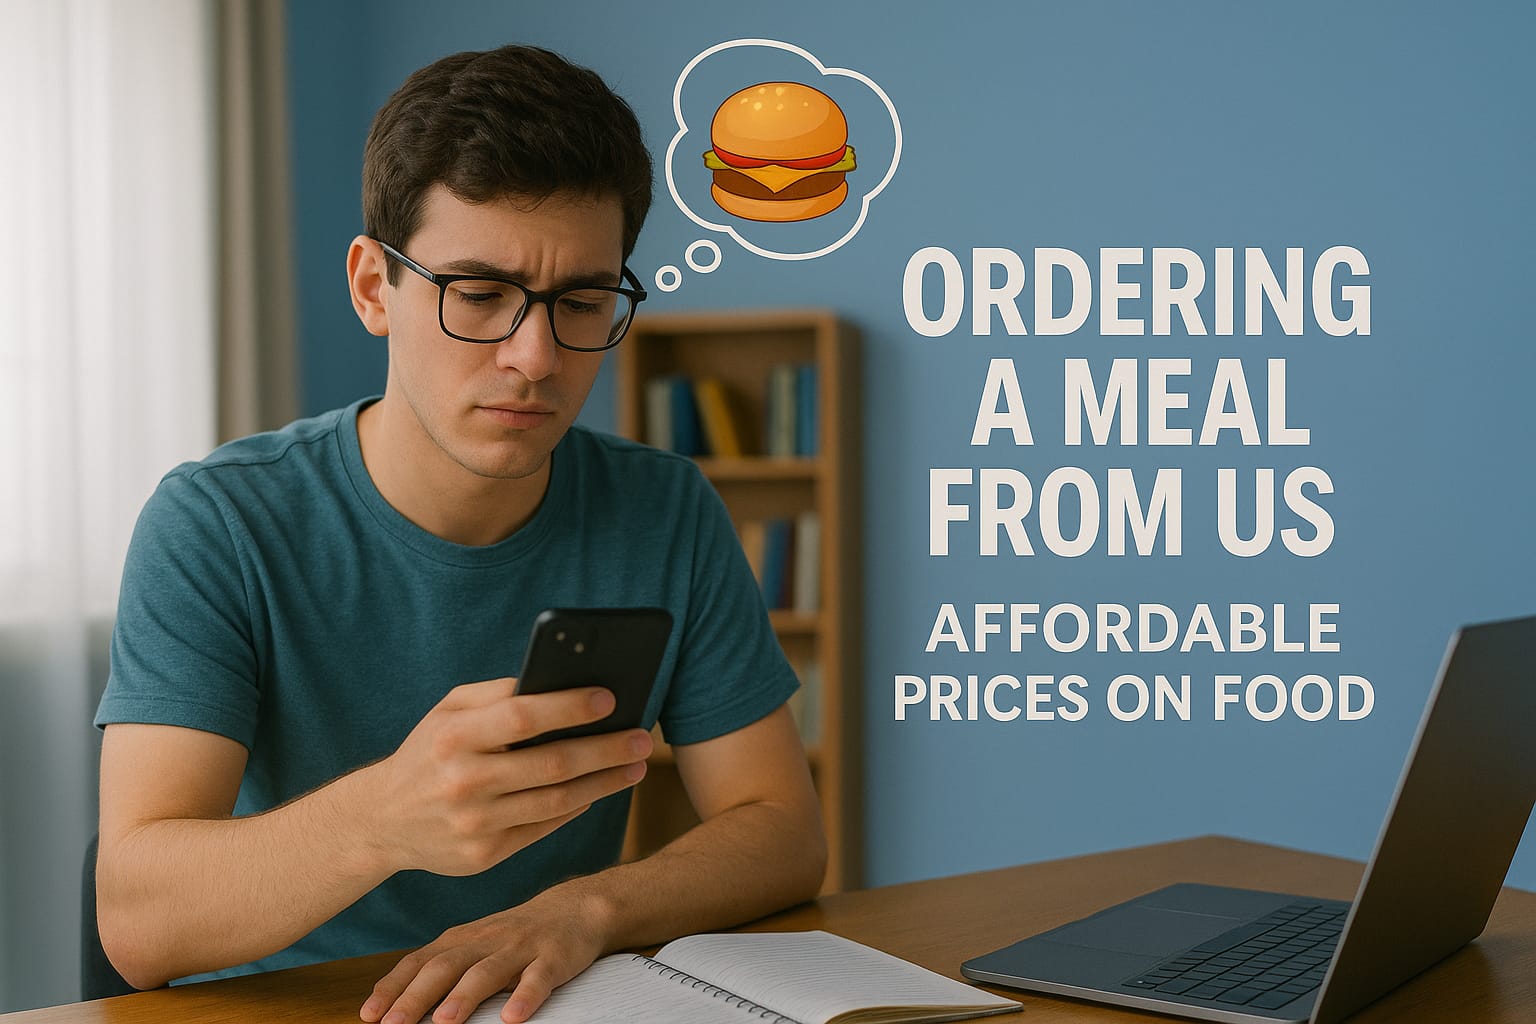 ORDERING
A MEAL
FROM US
AFFORDABLE
PRICES ON FOOD